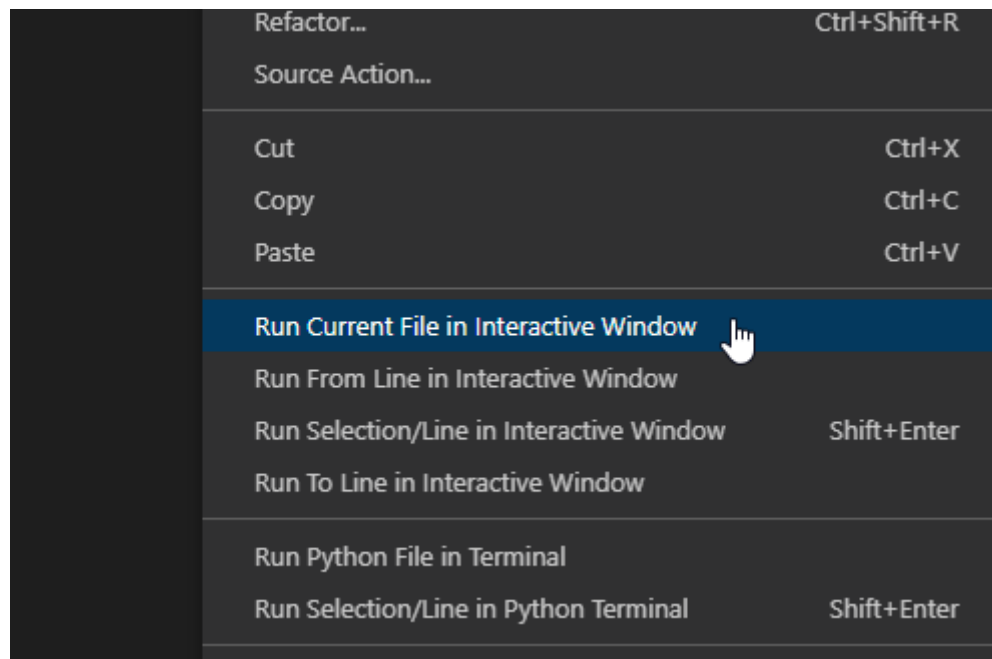 Refactor... Ctrl+Shift+R
Source Action...
Cut Ctrl+X
Copy Ctrl+C
Paste Ctrl+V
Run Current File in Interactive Window
Run From Line in Interactive Window
Run Selection/Line in Interactive Window Shift+Enter
Run To Line in Interactive Window
Run Python File in Terminal
Run Selection/Line in Python Terminal Shift+Enter